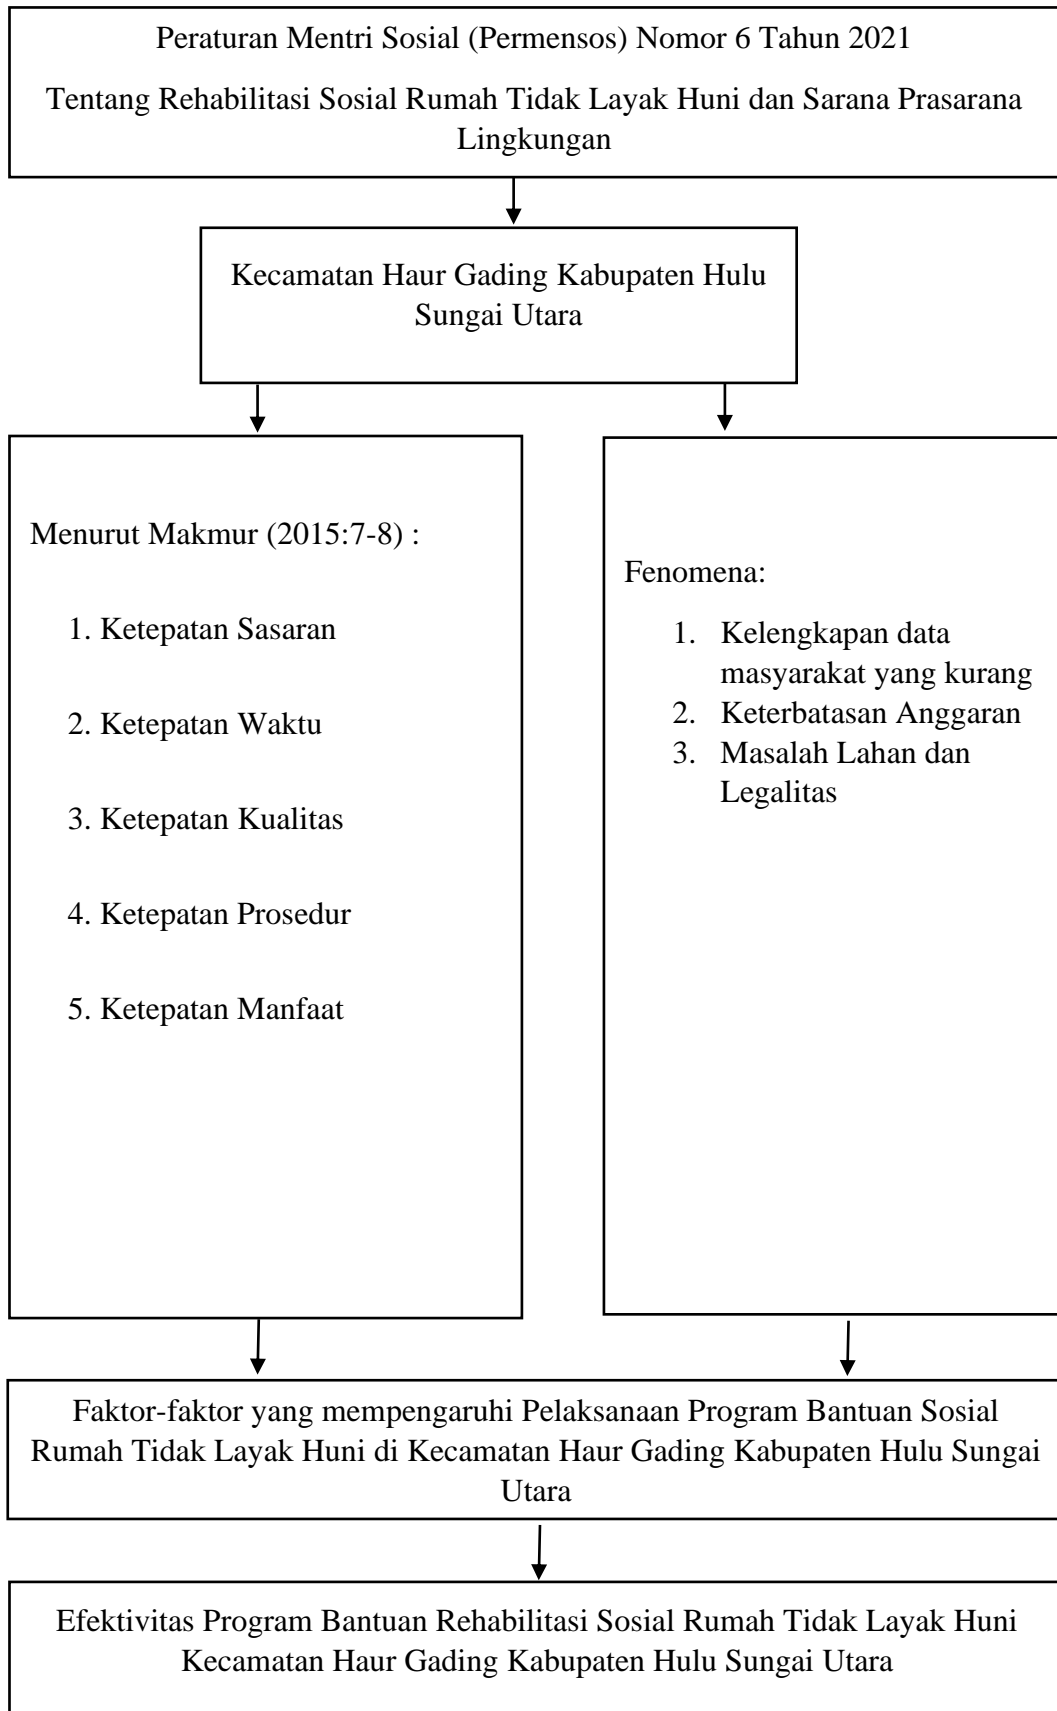 Peraturan Mentri Sosial (Permensos) Nomor 6 Tahun 2021
Tentang Rehabilitasi Sosial Rumah Tidak Layak Huni dan Sarana Prasarana
Lingkungan
Kecamatan Haur Gading Kabupaten Hulu
Sungai Utara
Menurut Makmur (2015:7-8) :
1. Ketepatan Sasaran
2. Ketepatan Waktu
3. Ketepatan Kualitas
4. Ketepatan Prosedur
5. Ketepatan Manfaat
Fenomena:
1. Kelengkapan data
masyarakat yang kurang
2. Keterbatasan Anggaran
3. Masalah Lahan dan
Legalitas
Faktor-faktor yang mempengaruhi Pelaksanaan Program Bantuan Sosial
Rumah Tidak Layak Huni di Kecamatan Haur Gading Kabupaten Hulu Sungai
Utara
Efektivitas Program Bantuan Rehabilitasi Sosial Rumah Tidak Layak Huni
Kecamatan Haur Gading Kabupaten Hulu Sungai Utara